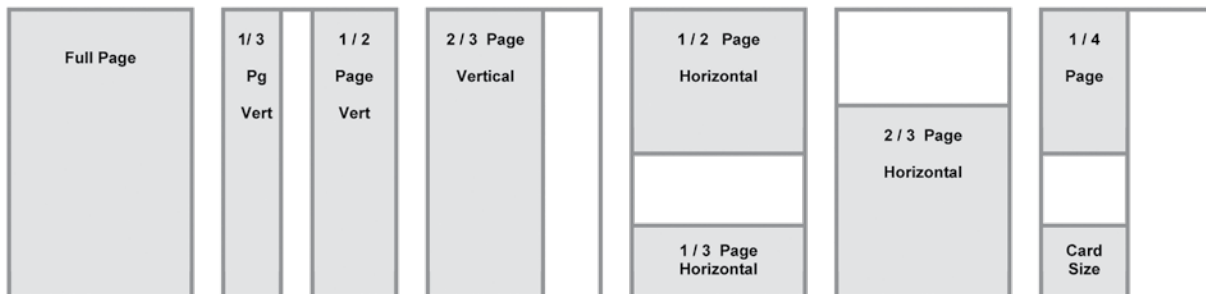 Full Page
1/ 3
Pg
Vert
1 / 2
Page
Vert
2 / 3 Page
Vertical
1 / 2 Page
Horizontal
1 / 3 Page
Horizontal
2 / 3 Page
Horizontal
1 / 4
Page
Card
Size